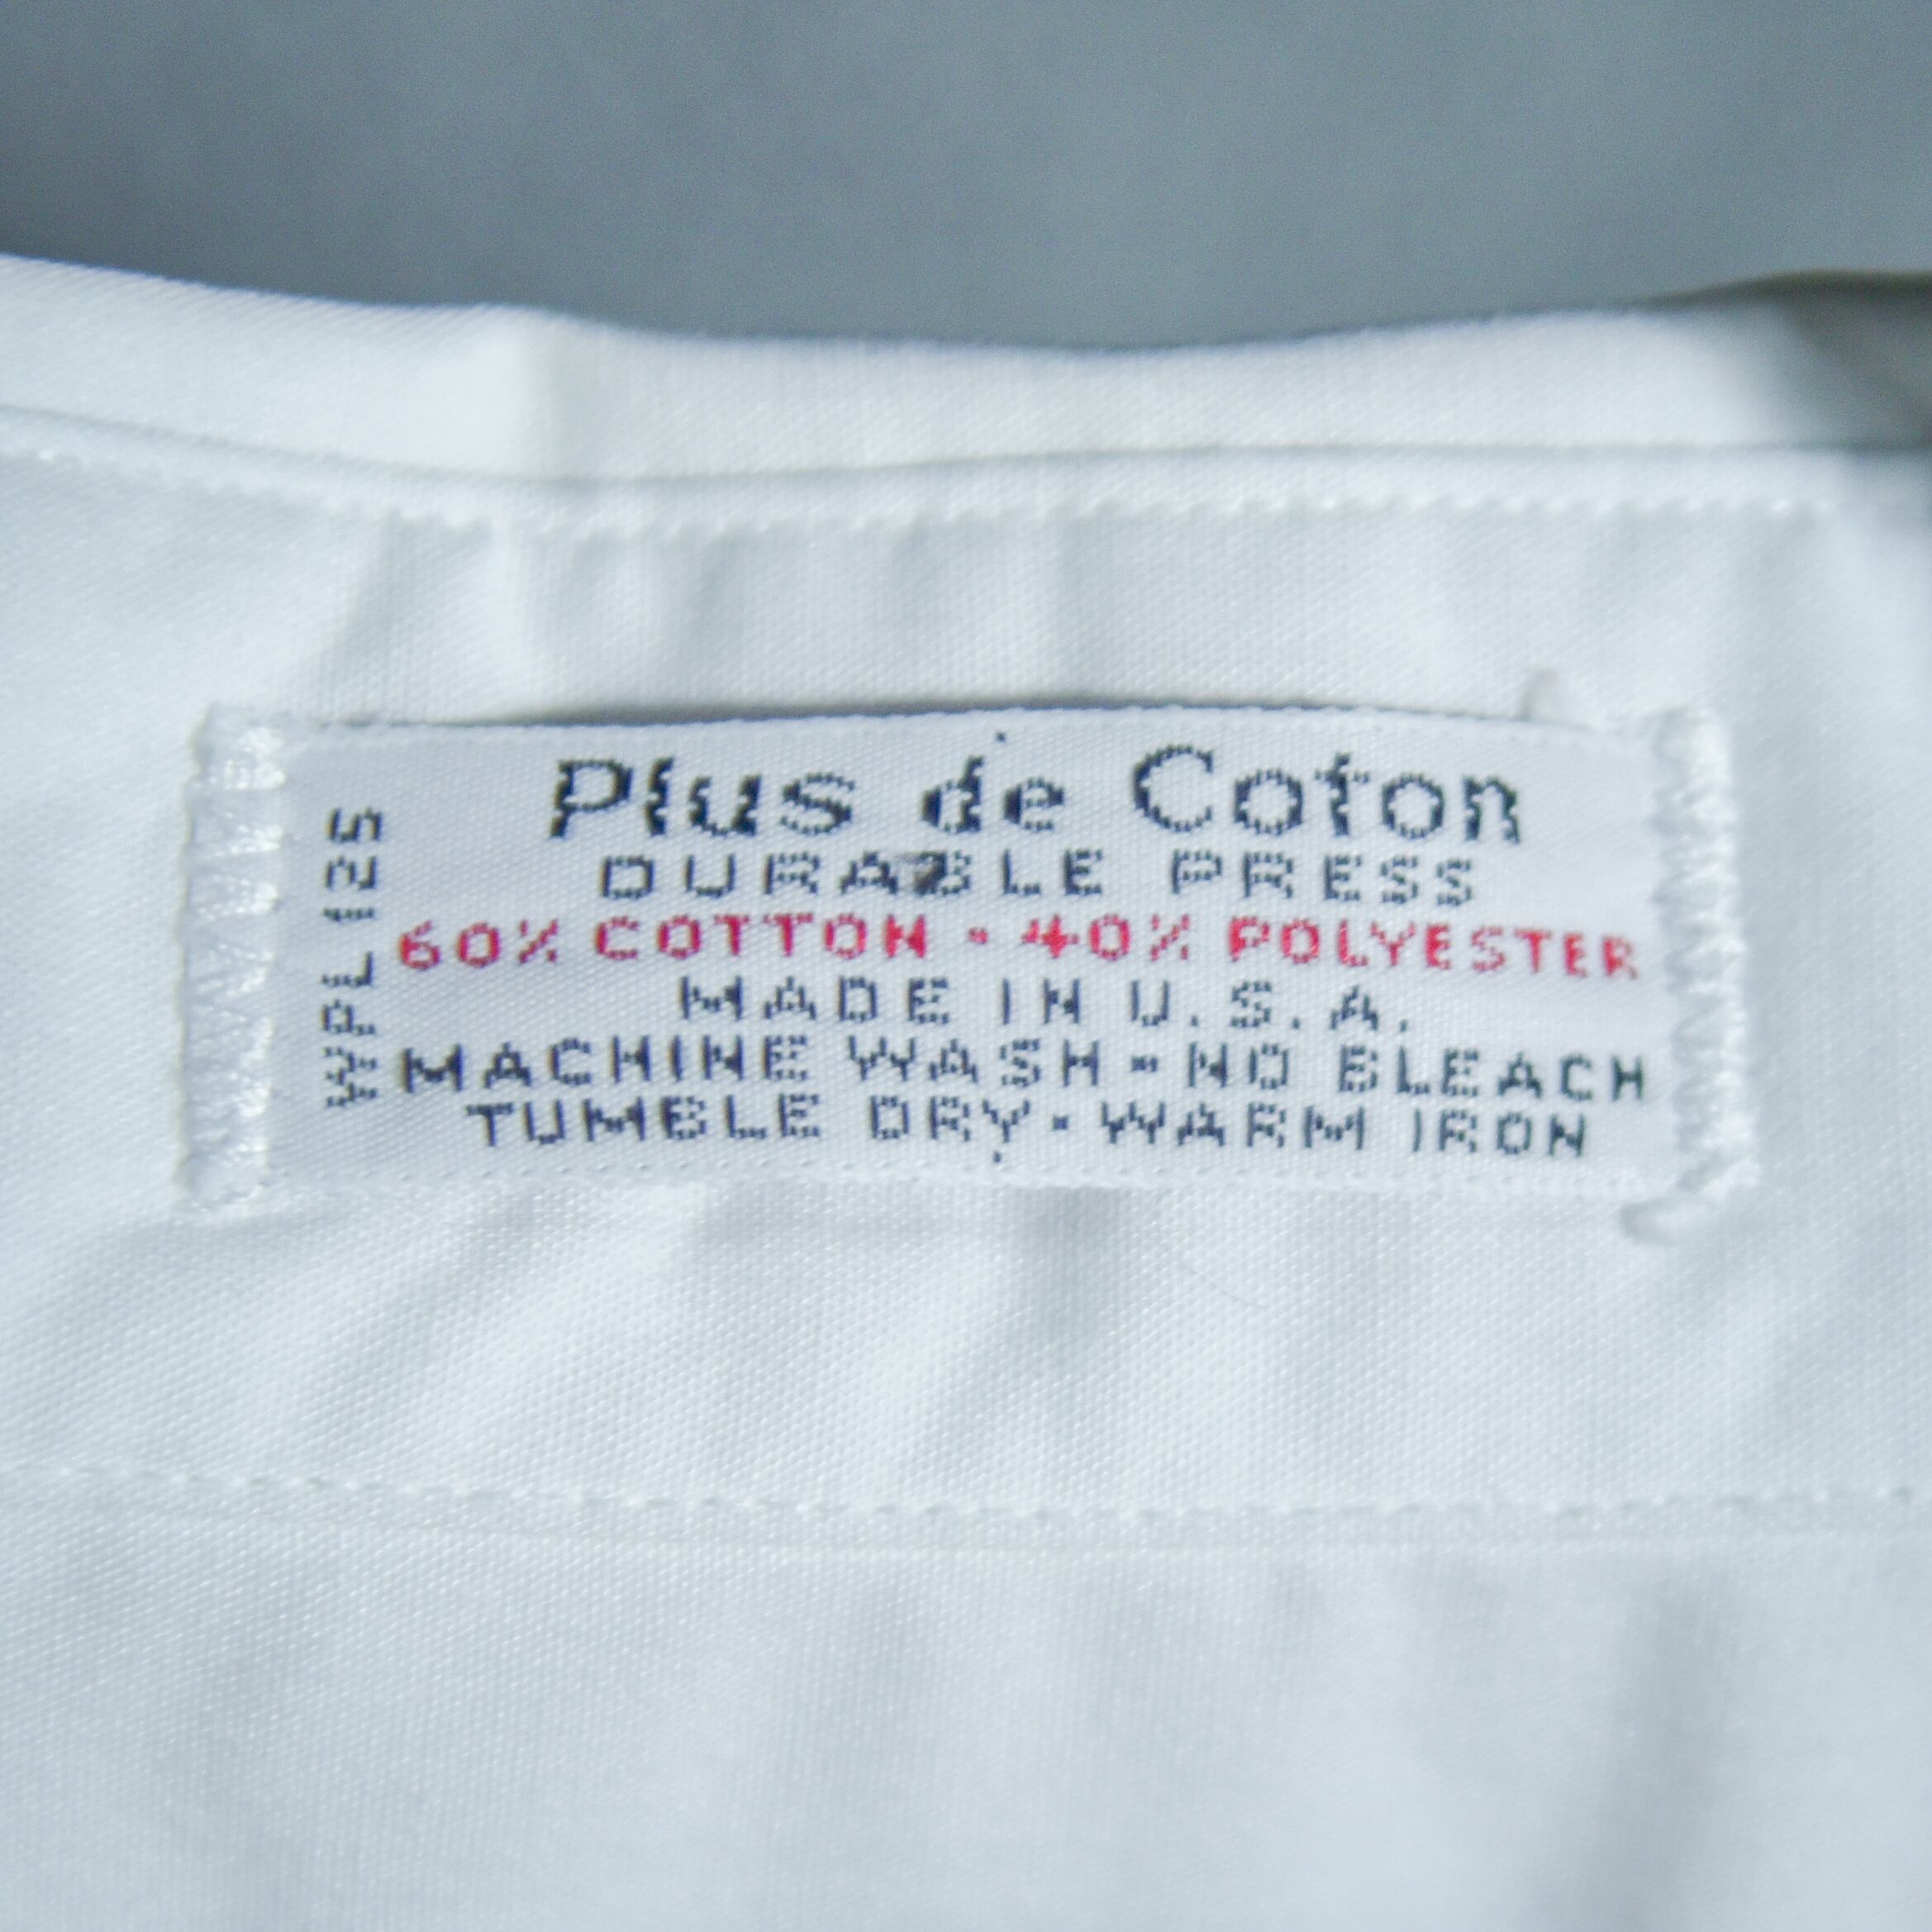 Plus de Coton
DURABLE PRESS
60% COTTON - 40% POLYESTER
MADE IN U.S.A.
MACHINE WASH - NO BLEACH
TUMBLE DRY - WARM IRON
WPL 125